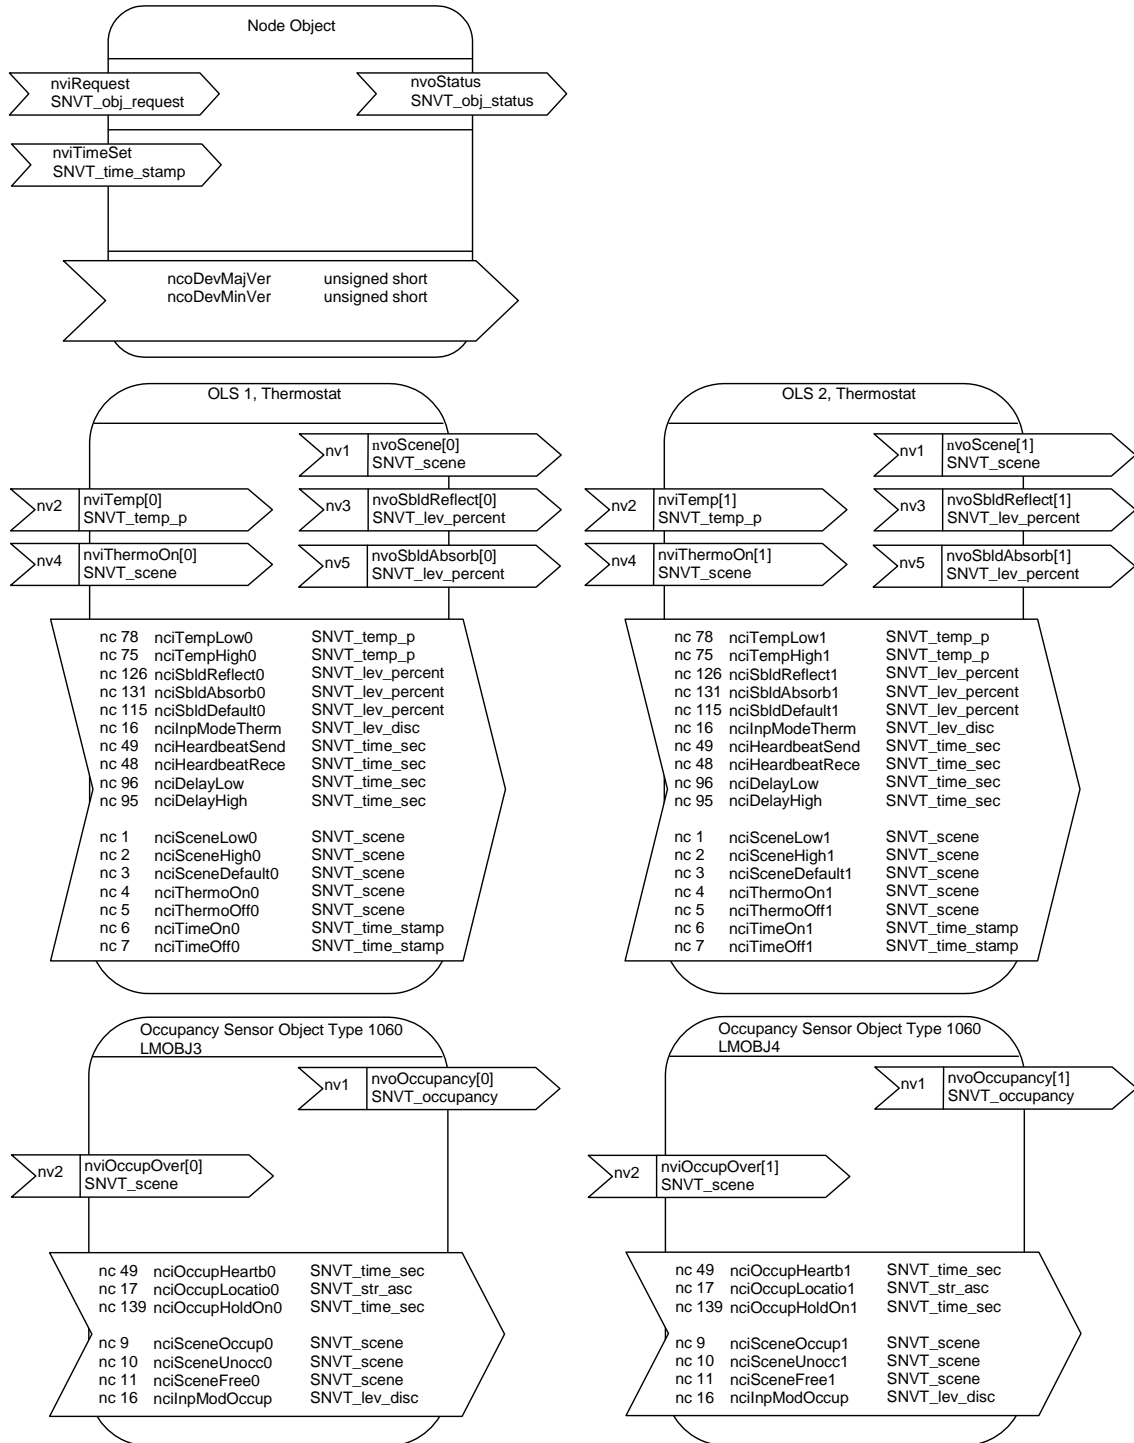 Node Object
nviRequest
SNVT_obj_request
nvoStatus
SNVT_obj_status
nviTimeSet
SNVT_time_stamp
ncoDevMajVer unsigned short
ncoDevMinVer unsigned short
OLS 1, Thermostat
nv1 nvoScene[0]
SNVT_scene
nv2 nviTemp[0]
SNVT_temp_p
nv3 nvoSbldReflect[0]
SNVT_lev_percent
nv4 nviThermoOn[0]
SNVT_scene
nv5 nvoSbldAbsorb[0]
SNVT_lev_percent
nc 78 nciTempLow0 SNVT_temp_p
nc 75 nciTempHigh0 SNVT_temp_p
nc 126 nciSbldReflect0 SNVT_lev_percent
nc 131 nciSbldAbsorb0 SNVT_lev_percent
nc 115 nciSbldDefault0 SNVT_lev_percent
nc 16 nciInpModeTherm SNVT_lev_disc
nc 49 nciHeardbeatSend SNVT_time_sec
nc 48 nciHeardbeatRece SNVT_time_sec
nc 96 nciDelayLow SNVT_time_sec
nc 95 nciDelayHigh SNVT_time_sec
nc 1 nciSceneLow0 SNVT_scene
nc 2 nciSceneHigh0 SNVT_scene
nc 3 nciSceneDefault0 SNVT_scene
nc 4 nciThermoOn0 SNVT_scene
nc 5 nciThermoOff0 SNVT_scene
nc 6 nciTimeOn0 SNVT_time_stamp
nc 7 nciTimeOff0 SNVT_time_stamp
OLS 2, Thermostat
nv1 nvoScene[1]
SNVT_scene
nv2 nviTemp[1]
SNVT_temp_p
nv3 nvoSbldReflect[1]
SNVT_lev_percent
nv4 nviThermoOn[1]
SNVT_scene
nv5 nvoSbldAbsorb[1]
SNVT_lev_percent
nc 78 nciTempLow1 SNVT_temp_p
nc 75 nciTempHigh1 SNVT_temp_p
nc 126 nciSbldReflect1 SNVT_lev_percent
nc 131 nciSbldAbsorb1 SNVT_lev_percent
nc 115 nciSbldDefault1 SNVT_lev_percent
nc 16 nciInpModeTherm SNVT_lev_disc
nc 49 nciHeardbeatSend SNVT_time_sec
nc 48 nciHeardbeatRece SNVT_time_sec
nc 96 nciDelayLow SNVT_time_sec
nc 95 nciDelayHigh SNVT_time_sec
nc 1 nciSceneLow1 SNVT_scene
nc 2 nciSceneHigh1 SNVT_scene
nc 3 nciSceneDefault1 SNVT_scene
nc 4 nciThermoOn1 SNVT_scene
nc 5 nciThermoOff1 SNVT_scene
nc 6 nciTimeOn1 SNVT_time_stamp
nc 7 nciTimeOff1 SNVT_time_stamp
Occupancy Sensor Object Type 1060
LMOBJ3
nv1 nvoOccupancy[0]
SNVT_occupancy
nv2 nviOccupOver[0]
SNVT_scene
nc 49 nciOccupHeartb0 SNVT_time_sec
nc 17 nciOccupLocatio0 SNVT_str_asc
nc 139 nciOccupHoldOn0 SNVT_time_sec
nc 9 nciSceneOccup0 SNVT_scene
nc 10 nciSceneUnocc0 SNVT_scene
nc 11 nciSceneFree0 SNVT_scene
nc 16 nciInpModOccup SNVT_lev_disc
Occupancy Sensor Object Type 1060
LMOBJ4
nv1 nvoOccupancy[1]
SNVT_occupancy
nv2 nviOccupOver[1]
SNVT_scene
nc 49 nciOccupHeartb1 SNVT_time_sec
nc 17 nciOccupLocatio1 SNVT_str_asc
nc 139 nciOccupHoldOn1 SNVT_time_sec
nc 9 nciSceneOccup1 SNVT_scene
nc 10 nciSceneUnocc1 SNVT_scene
nc 11 nciSceneFree1 SNVT_scene
nc 16 nciInpModOccup SNVT_lev_disc